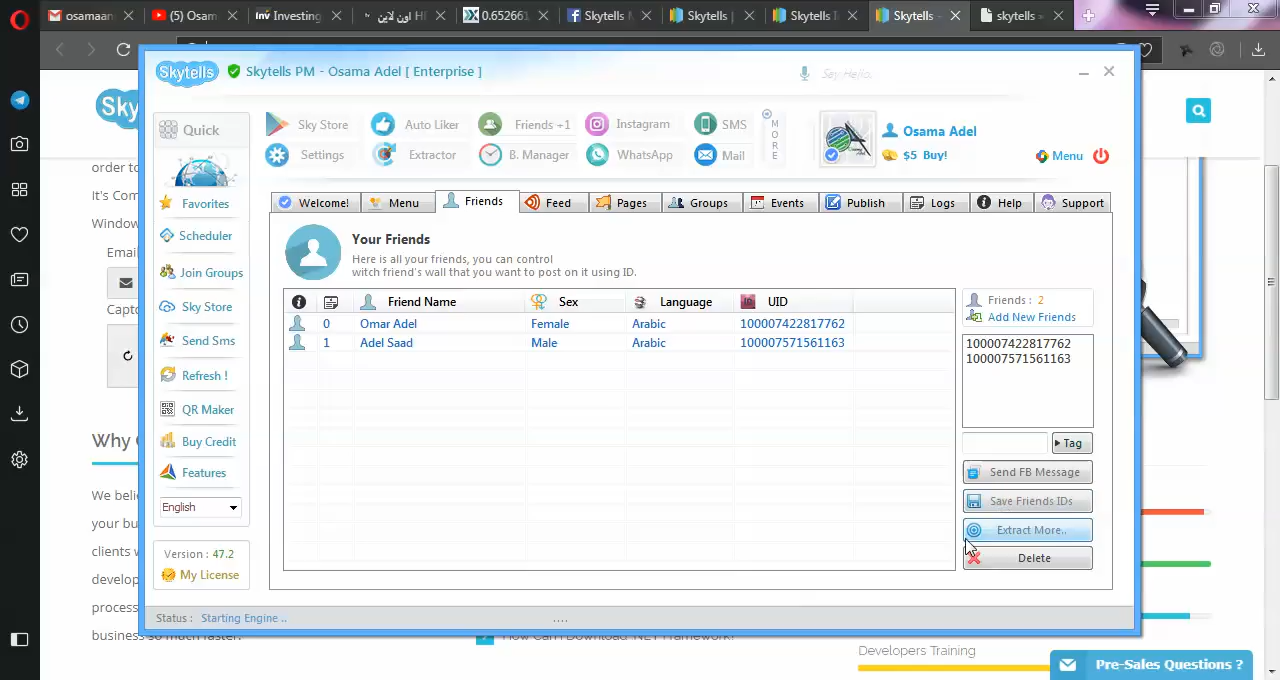 osamaan
(5) Osam
Investing
اون لاين HF
0.652661
Skytells M
Skytells |
Skytells I
Skytells -
skytells »
Skytells
Skytells PM - Osama Adel [ Enterprise ]
Say Hello.
Quick
Sky Store
Auto Liker
Friends +1
Instagram
SMS
MORE
Settings
Extractor
B. Manager
WhatsApp
Mail
Osama Adel
$5 Buy!
Menu
Sky
order to
It's Com
Window
Email
Captc
Favorites
Scheduler
Join Groups
Sky Store
Send Sms
Refresh !
QR Maker
Buy Credit
Features
English
Version : 47.2
My License
Welcome!
Menu
Friends
Feed
Pages
Groups
Events
Publish
Logs
Help
Support
Your Friends
Here is all your friends, you can control
witch friend's wall that you want to post on it using ID.
Friend Name Sex Language UID
0 Omar Adel Female Arabic 100007422817762
1 Adel Saad Male Arabic 100007571561163
Friends : 2
Add New Friends
100007422817762
100007571561163
Tag
Send FB Message
Save Friends IDs
Extract More..
Delete
Status : Starting Engine ..
....
Why
We belie
your bu
clients w
develop
process
business so much faster.
How Can I Download .NET Framework?
Developers Training
Pre-Sales Questions ?